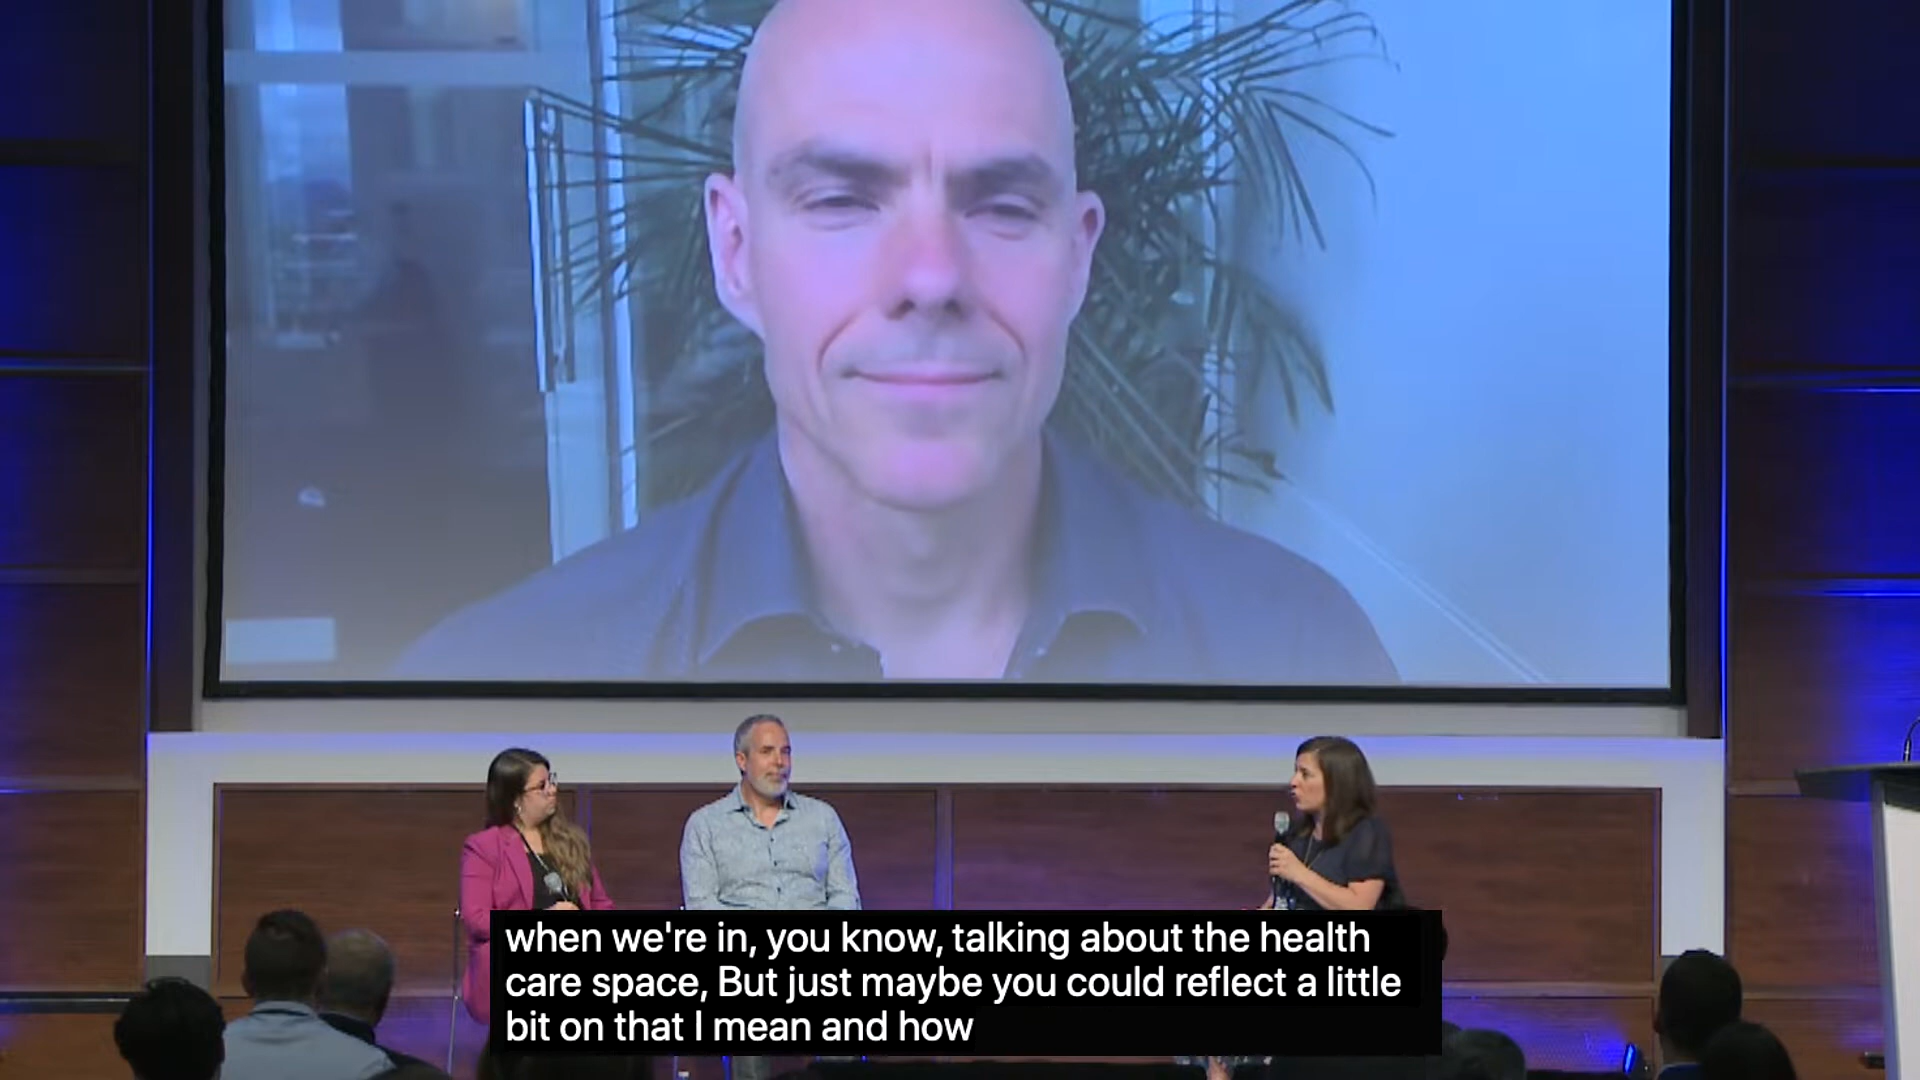 when we're in, you know, talking about the health
care space, But just maybe you could reflect a little
bit on that I mean and how